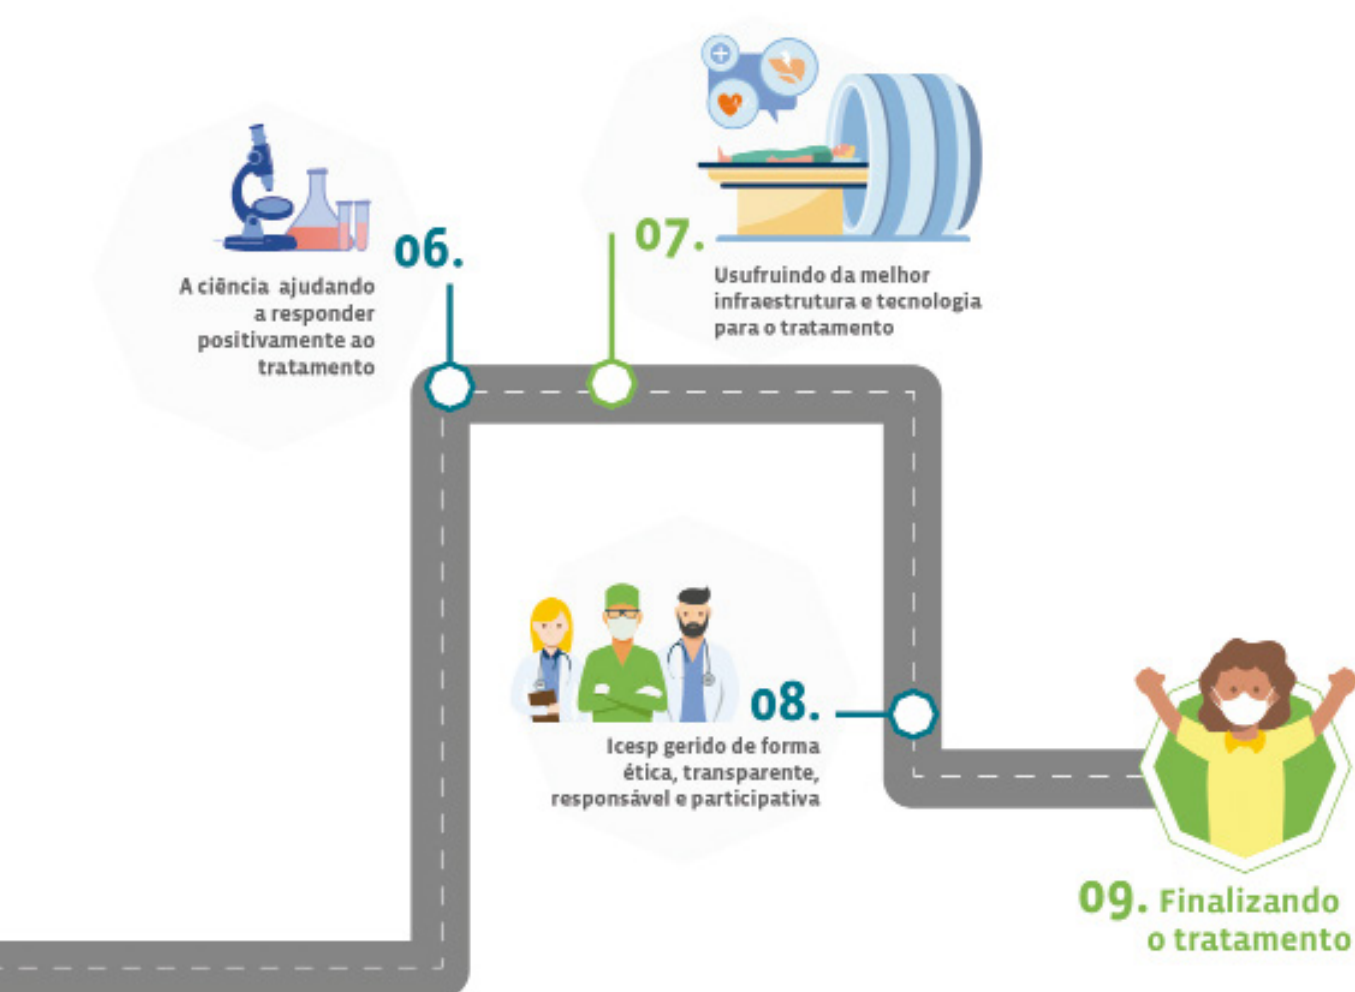 06.
A ciência ajudando
a responder
positivamente ao
tratamento
07.
Usufruindo da melhor
infraestrutura e tecnologia
para o tratamento
08.
Icesp gerido de forma
ética, transparente,
responsável e participativa
09. Finalizando
o tratamento